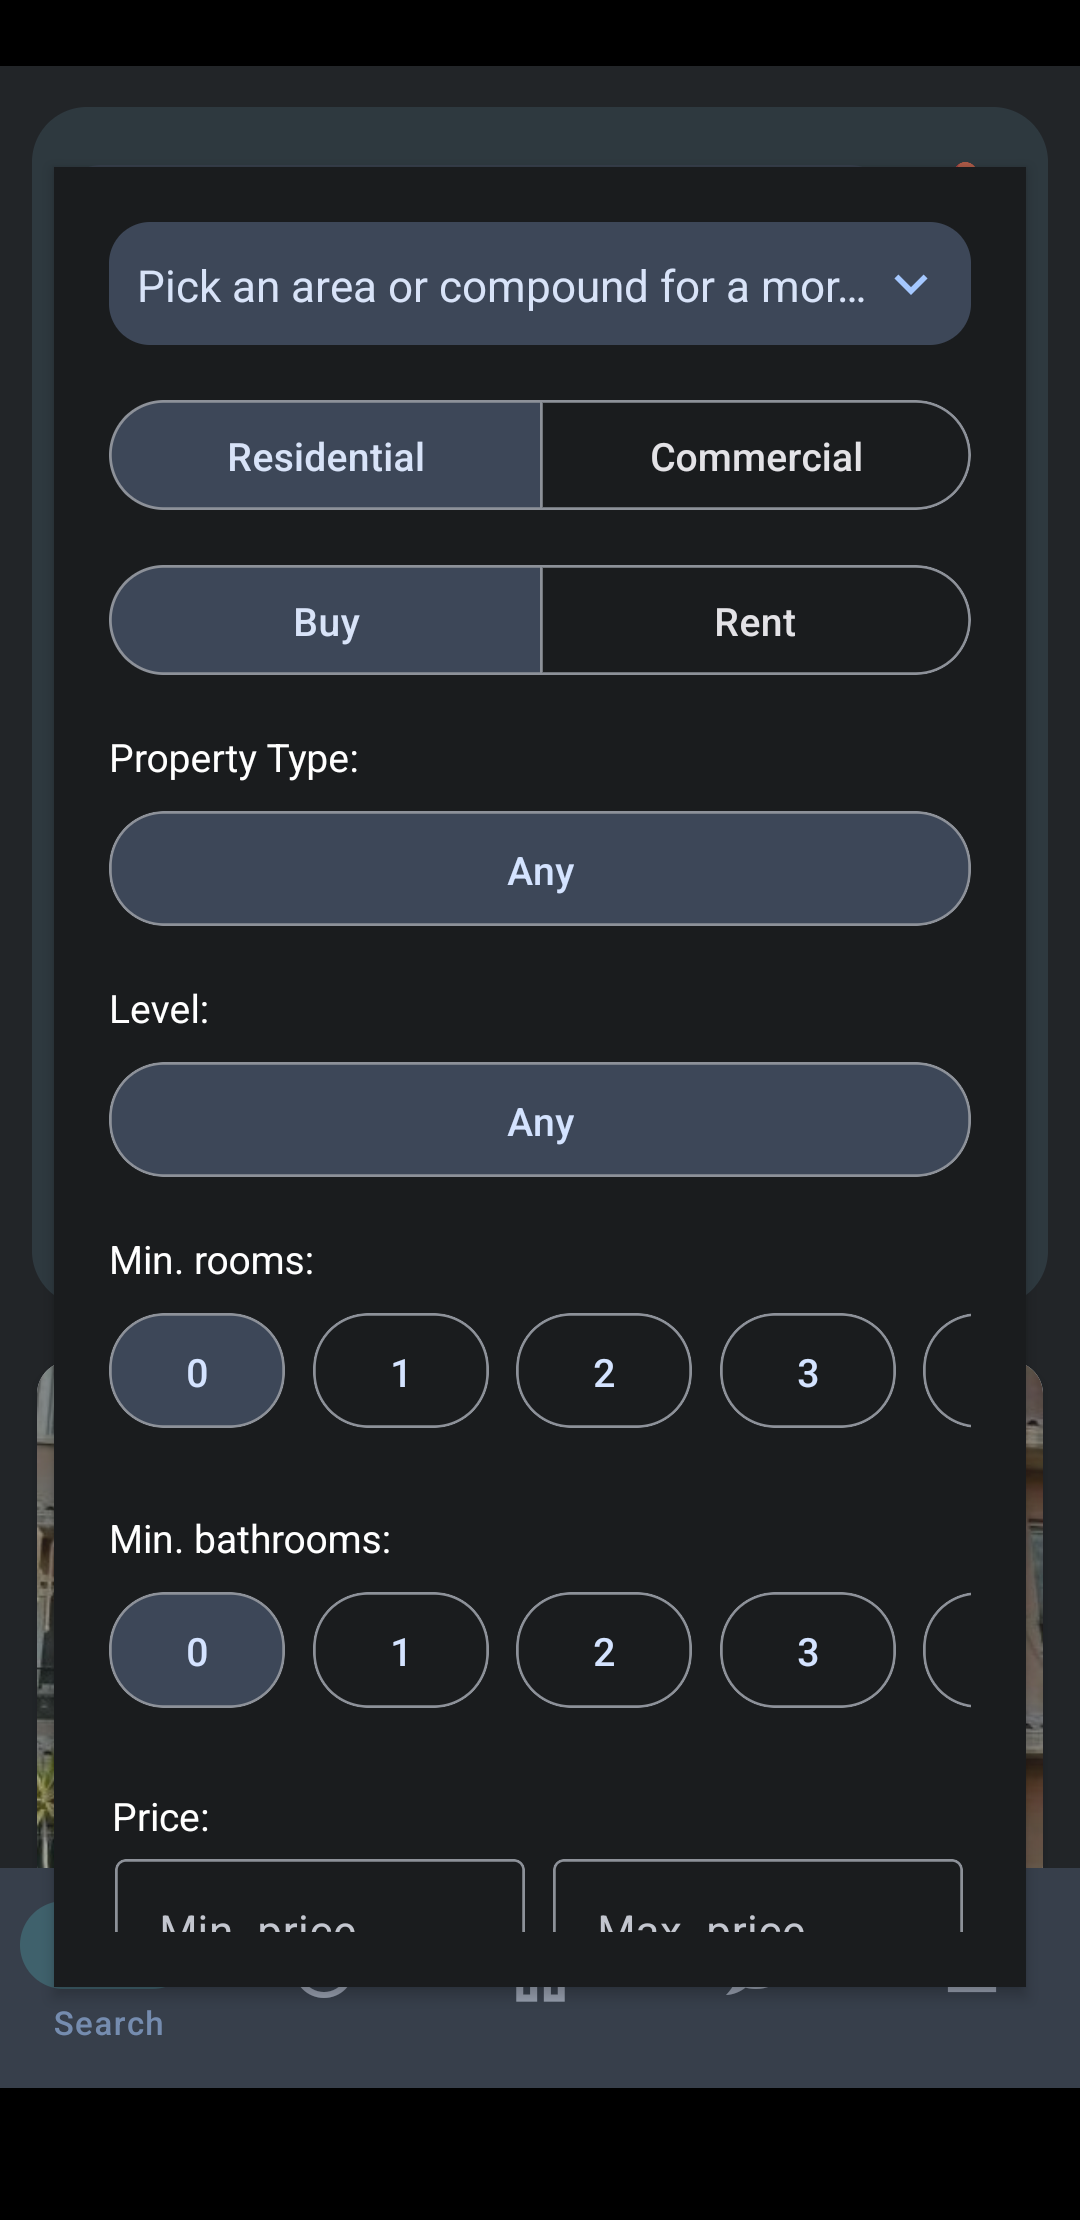 Pick an area or compound for a mor...
Residential
Commercial
Buy
Rent
Property Type:
Any
Level:
Any
Min. rooms:
0
1
2
3
Min. bathrooms:
0
1
2
3
Price:
Min. price
Max. price
Search